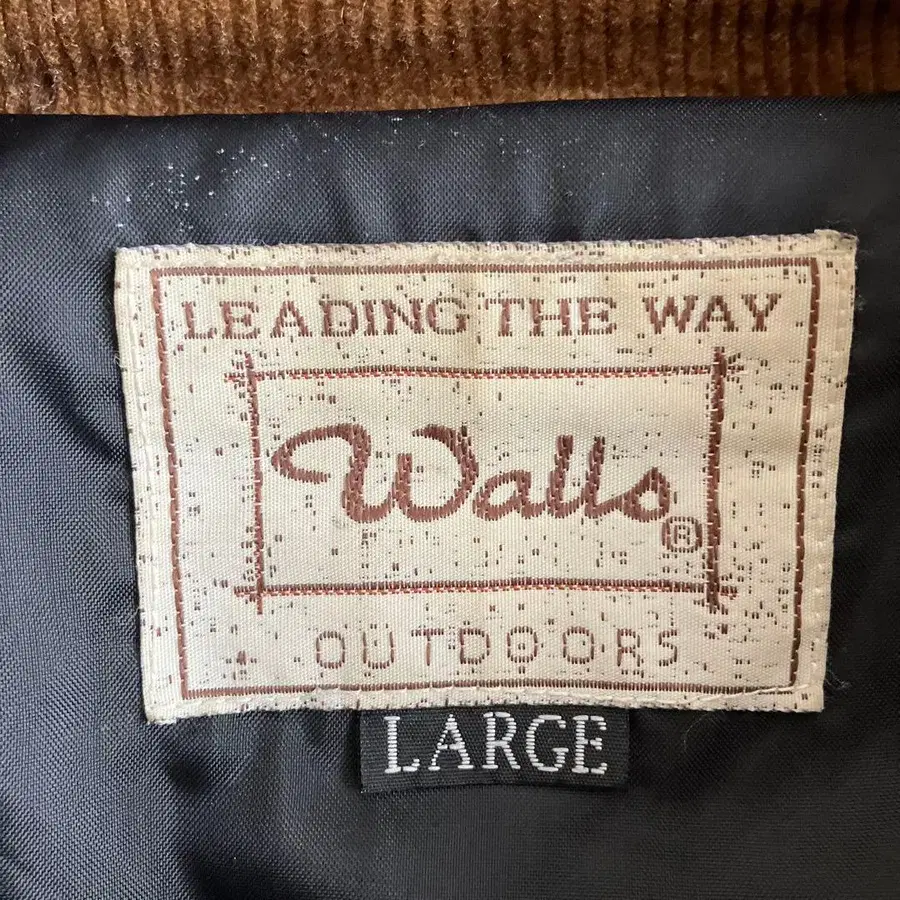 LEADING THE WAY
Walls®
OUTDOORS
LARGE